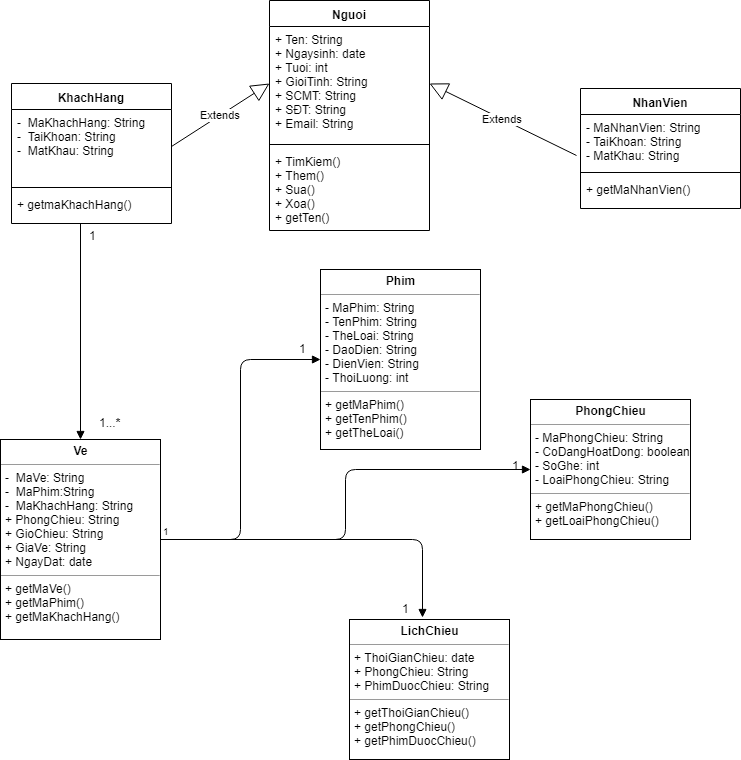 Nguoi
+ Ten: String
+ Ngaysinh: date
+ Tuoi: int
+ GioiTinh: String
+ SCMT: String
+ SĐT: String
+ Email: String
+ TimKiem()
+ Them()
+ Sua()
+ Xoa()
+ getTen()
KhachHang
- MaKhachHang: String
- TaiKhoan: String
- MatKhau: String
+ getmaKhachHang()
Extends
Extends
NhanVien
- MaNhanVien: String
- TaiKhoan: String
- MatKhau: String
+ getMaNhanVien()
1
1...*
Phim
- MaPhim: String
- TenPhim: String
- TheLoai: String
- DaoDien: String
- DienVien: String
- ThoiLuong: int
+ getMaPhim()
+ getTenPhim()
+ getTheLoai()
1
PhongChieu
- MaPhongChieu: String
- CoDangHoatDong: boolean
- SoGhe: int
- LoaiPhongChieu: String
+ getMaPhongChieu()
+ getLoaiPhongChieu()
1
Ve
- MaVe: String
- MaPhim:String
- MaKhachHang: String
+ PhongChieu: String
+ GioChieu: String
+ GiaVe: String
+ NgayDat: date
+ getMaVe()
+ getMaPhim()
+ getMaKhachHang()
1
1
LichChieu
+ ThoiGianChieu: date
+ PhongChieu: String
+ PhimDuocChieu: String
+ getThoiGianChieu()
+ getPhongChieu()
+ getPhimDuocChieu()